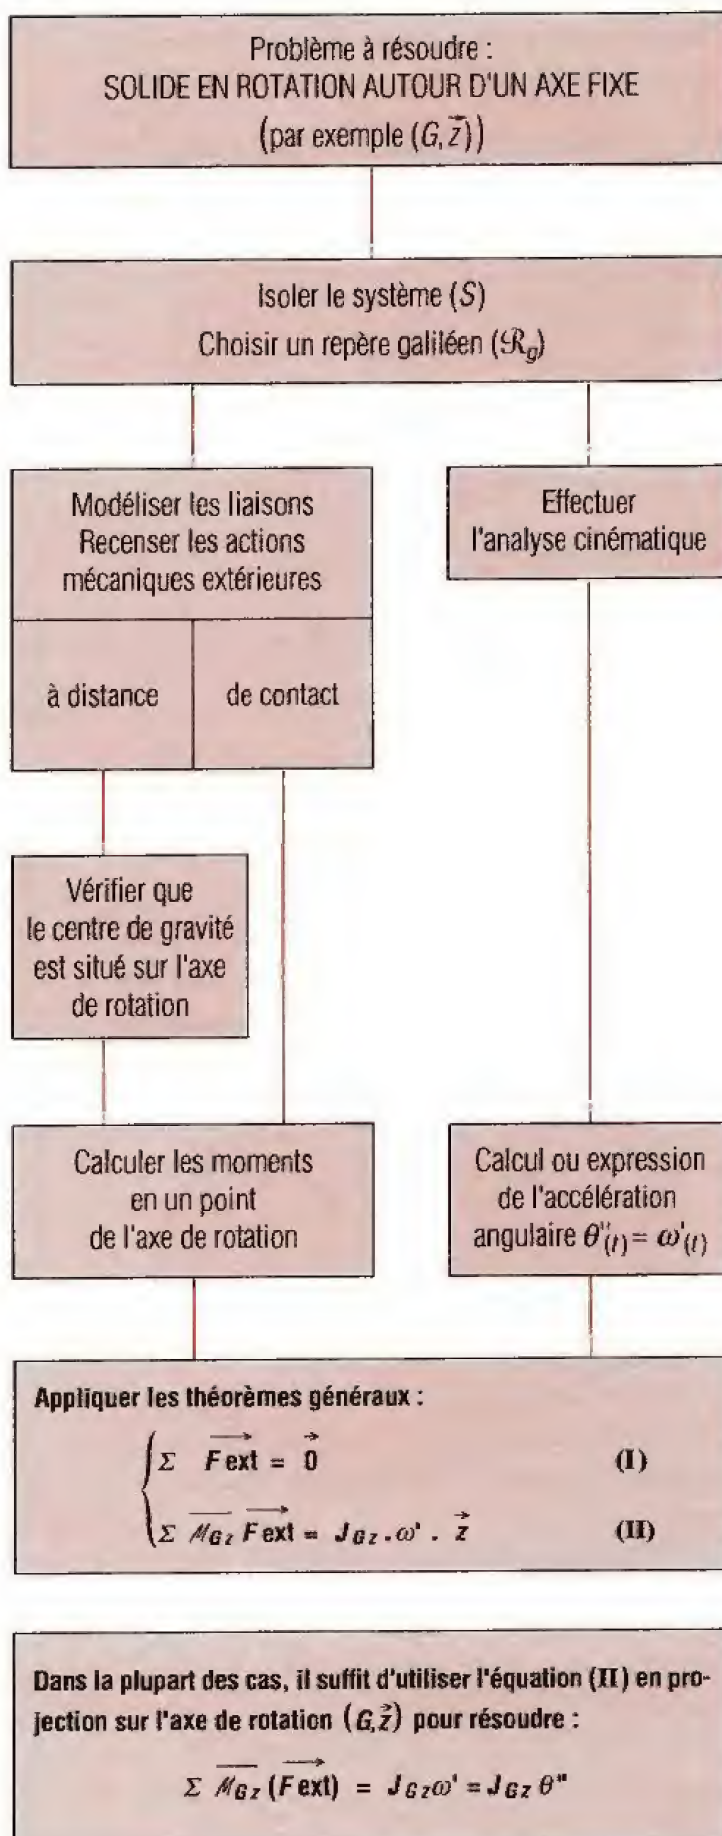 Problème à résoudre :
SOLIDE EN ROTATION AUTOUR D'UN AXE FIXE
(par exemple (G, z⃗))
Isoler le système (S)
Choisir un repère galiléen (ℛg)
Modéliser les liaisons
Recenser les actions
mécaniques extérieures
à distance
de contact
Effectuer
l'analyse cinématique
Vérifier que
le centre de gravité
est situé sur l'axe
de rotation
Calculer les moments
en un point
de l'axe de rotation
Calcul ou expression
de l'accélération
angulaire θ''(t) = ω'(t)
Appliquer les théorèmes généraux :
Σ F⃗ext = 0⃗ (I)
Σ ℳGz Fext = JGz . ω' . z⃗ (II)
Dans la plupart des cas, il suffit d'utiliser l'équation (II) en pro-
jection sur l'axe de rotation (G, z⃗) pour résoudre :
Σ ℳGz (Fext) = JGz ω' = JGz θ''